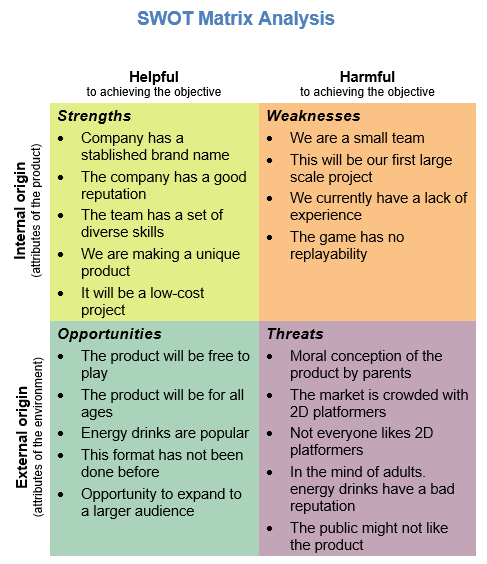 SWOT Matrix Analysis
Helpful
to achieving the objective
Harmful
to achieving the objective
Internal origin
(attributes of the product)
Strengths
• Company has a
stablished brand name
• The company has a good
reputation
• The team has a set of
diverse skills
• We are making a unique
product
• It will be a low-cost
project
Weaknesses
• We are a small team
• This will be our first large
scale project
• We currently have a lack of
experience
• The game has no
replayability
External origin
(attributes of the environment)
Opportunities
• The product will be free to
play
• The product will be for all
ages
• Energy drinks are popular
• This format has not been
done before
• Opportunity to expand to
a larger audience
Threats
• Moral conception of the
product by parents
• The market is crowded with
2D platformers
• Not everyone likes 2D
platformers
• In the mind of adults.
energy drinks have a bad
reputation
• The public might not like
the product